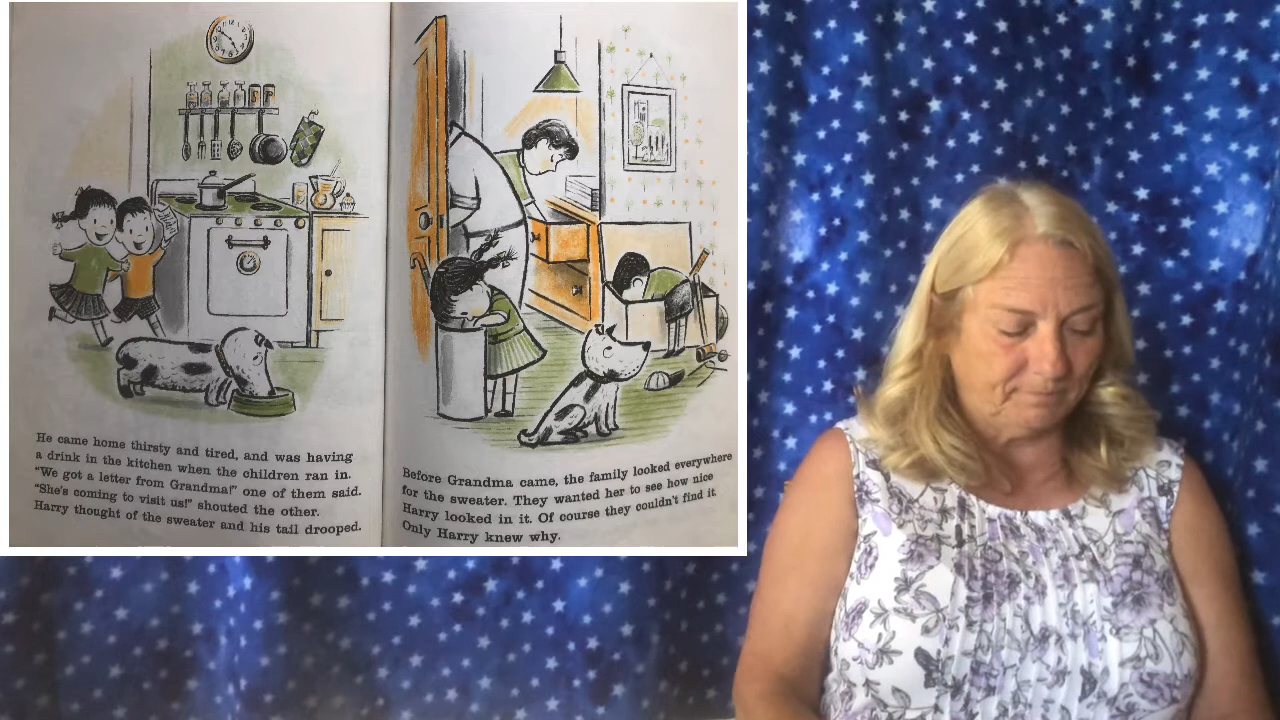 He came home thirsty and tired, and was having
a drink in the kitchen when the children ran in.
"We got a letter from Grandma!" one of them said.
"She's coming to visit us!" shouted the other.
Harry thought of the sweater and his tail drooped.
Before Grandma came, the family looked everywhere
for the sweater. They wanted her to see how nice
Harry looked in it. Of course they couldn't find it.
Only Harry knew why.